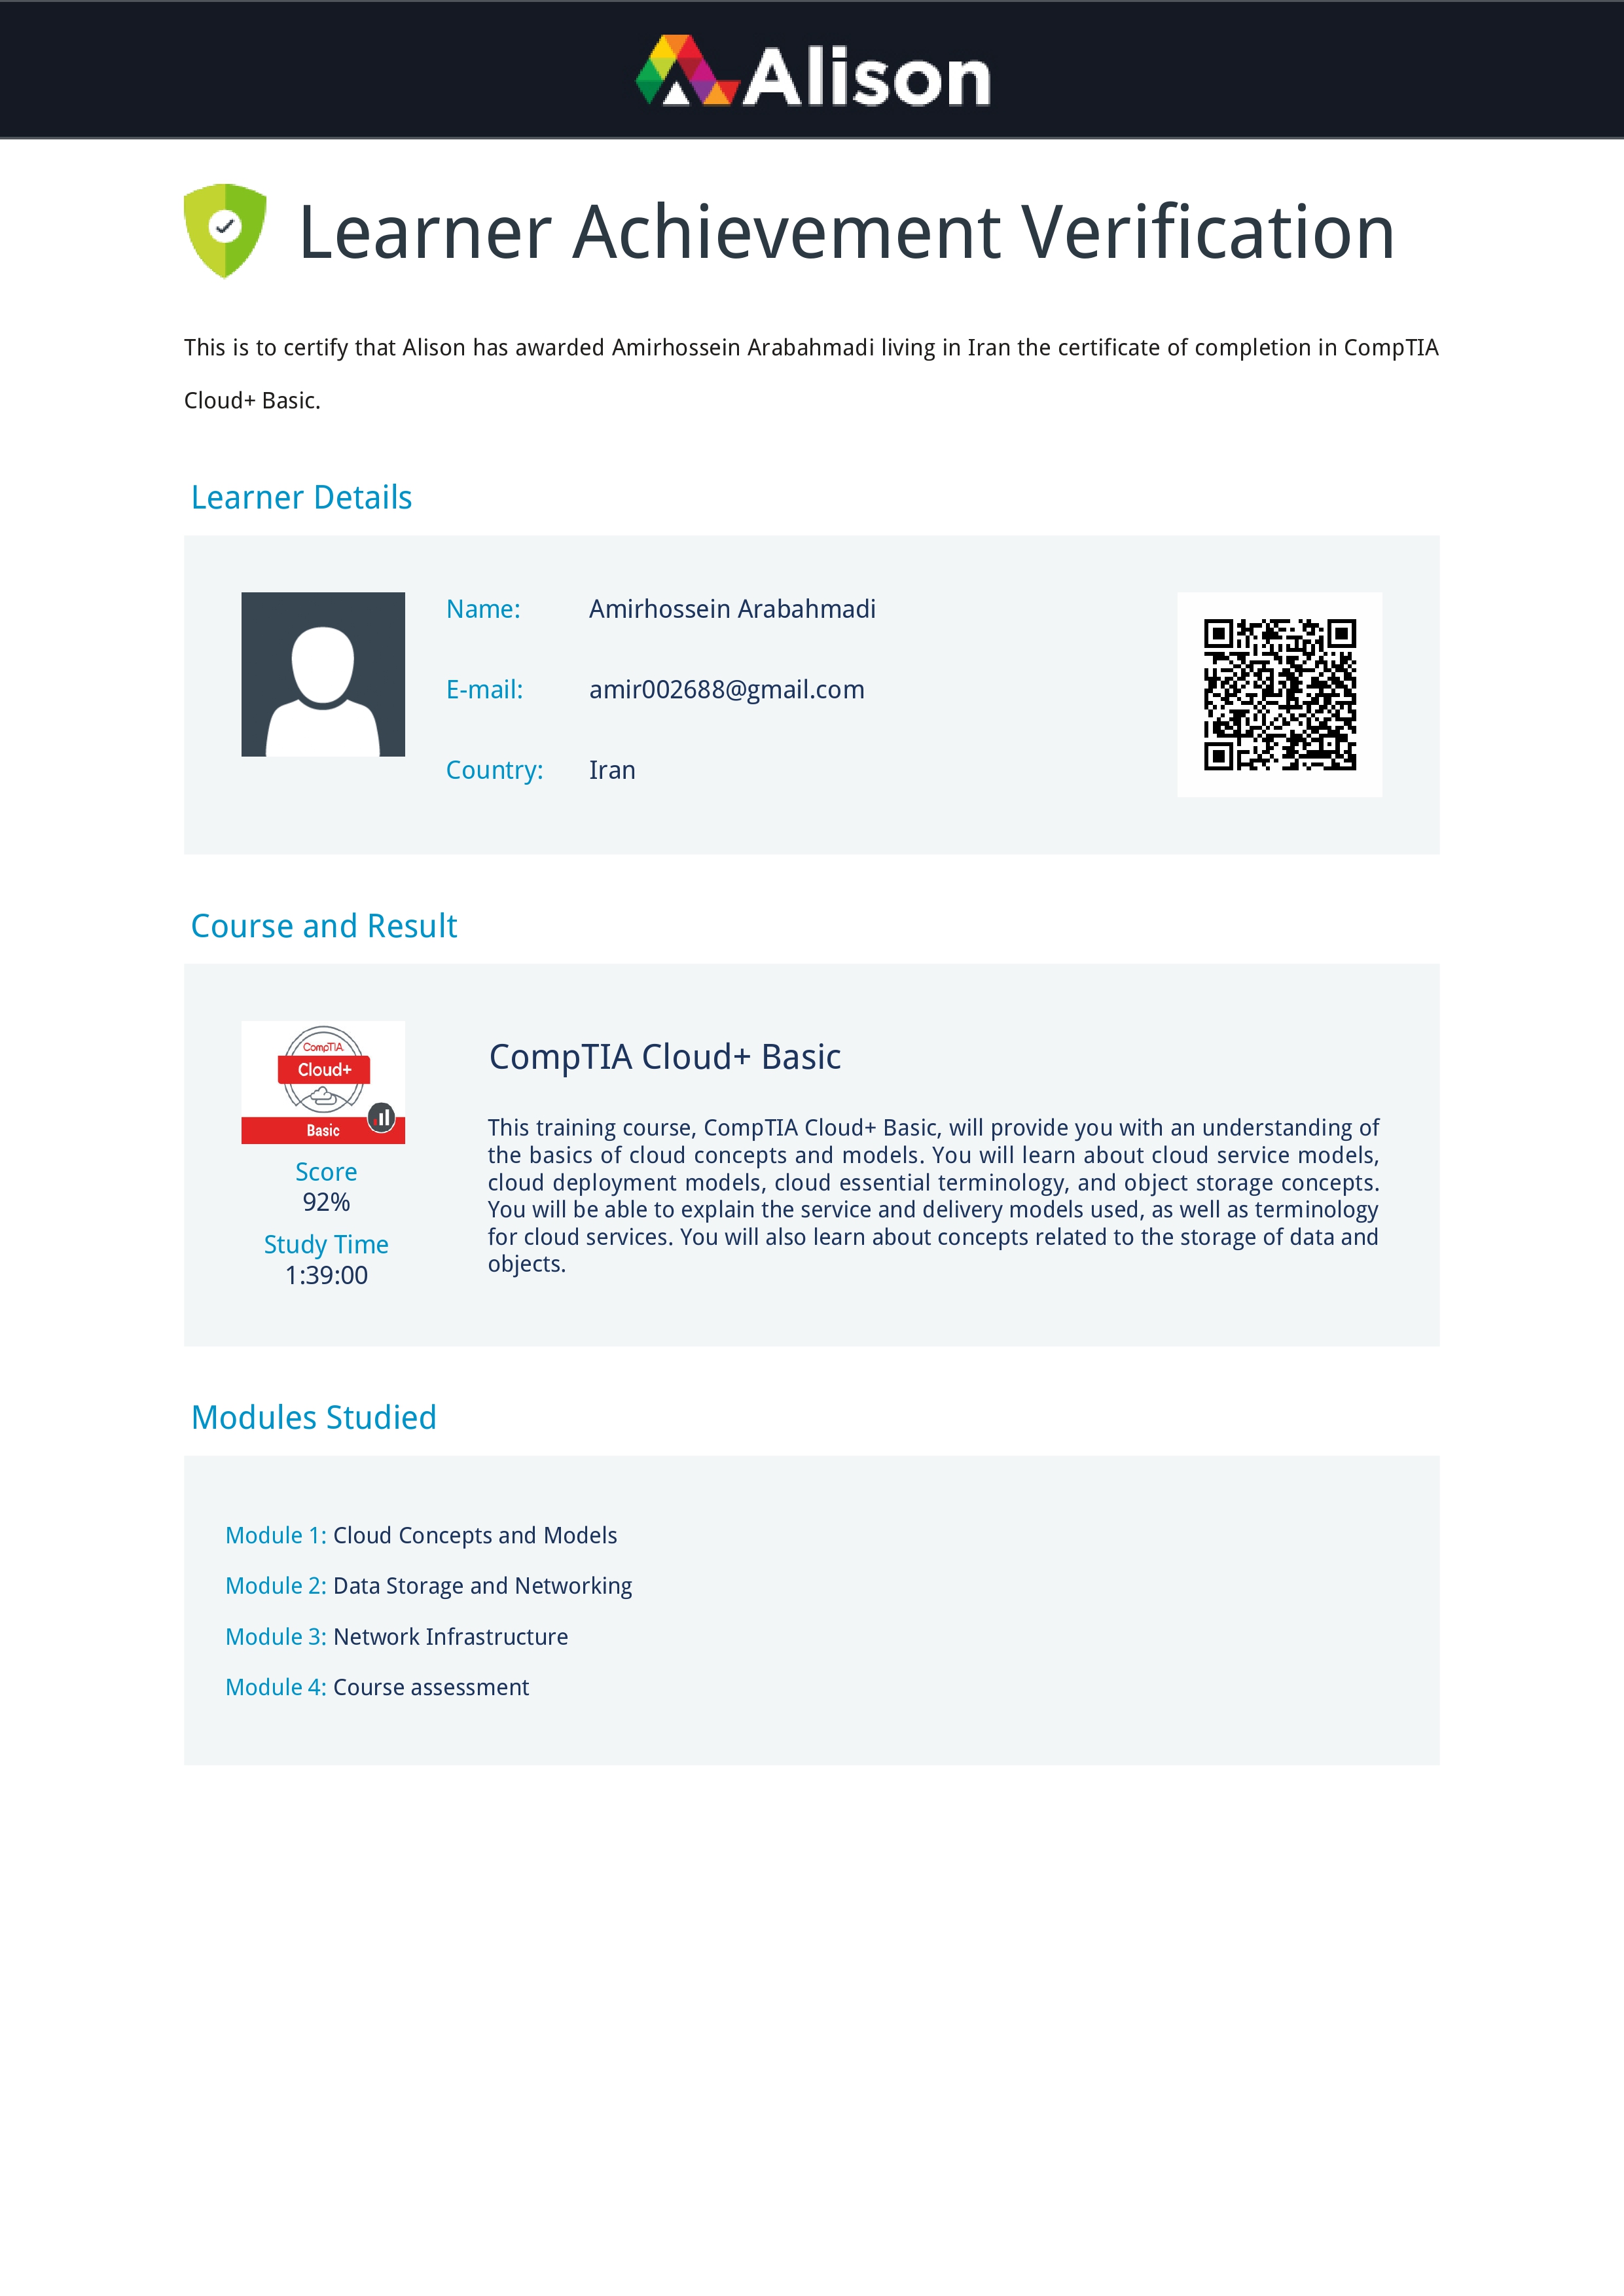 Alison
Learner Achievement Verification
This is to certify that Alison has awarded Amirhossein Arabahmadi living in Iran the certificate of completion in CompTIA
Cloud+ Basic.
Learner Details
Name: Amirhossein Arabahmadi
E-mail: amir002688@gmail.com
Country: Iran
Course and Result
CompTIA
Cloud+
Basic
Score
92%
Study Time
1:39:00
CompTIA Cloud+ Basic
This training course, CompTIA Cloud+ Basic, will provide you with an understanding of
the basics of cloud concepts and models. You will learn about cloud service models,
cloud deployment models, cloud essential terminology, and object storage concepts.
You will be able to explain the service and delivery models used, as well as terminology
for cloud services. You will also learn about concepts related to the storage of data and
objects.
Modules Studied
Module 1: Cloud Concepts and Models
Module 2: Data Storage and Networking
Module 3: Network Infrastructure
Module 4: Course assessment